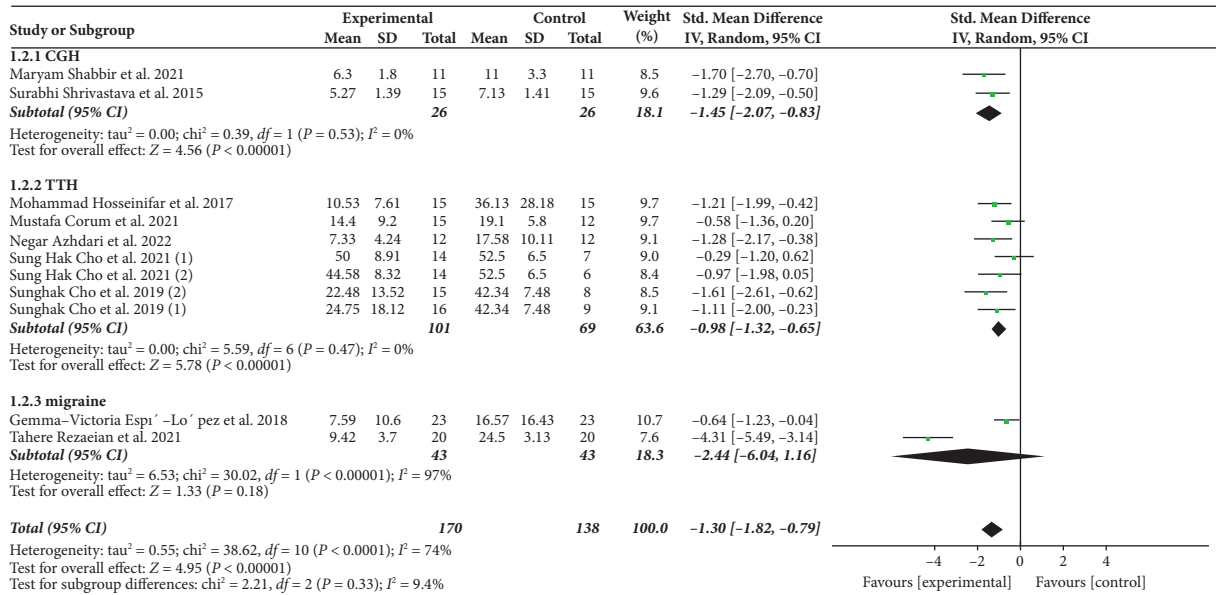 Study or Subgroup Experimental Control Weight Std. Mean Difference Std. Mean Difference
Mean SD Total Mean SD Total (%) IV, Random, 95% CI IV, Random, 95% CI
1.2.1 CGH
Maryam Shabbir et al. 2021 6.3 1.8 11 11 3.3 11 8.5 −1.70 [−2.70, −0.70]
Surabhi Shrivastava et al. 2015 5.27 1.39 15 7.13 1.41 15 9.6 −1.29 [−2.09, −0.50]
Subtotal (95% CI) 26 26 18.1 −1.45 [−2.07, −0.83]
Heterogeneity: tau² = 0.00; chi² = 0.39, df = 1 (P = 0.53); I² = 0%
Test for overall effect: Z = 4.56 (P < 0.00001)
1.2.2 TTH
Mohammad Hosseinifar et al. 2017 10.53 7.61 15 36.13 28.18 15 9.7 −1.21 [−1.99, −0.42]
Mustafa Corum et al. 2021 14.4 9.2 15 19.1 5.8 12 9.7 −0.58 [−1.36, 0.20]
Negar Azhdari et al. 2022 7.33 4.24 12 17.58 10.11 12 9.1 −1.28 [−2.17, −0.38]
Sung Hak Cho et al. 2021 (1) 50 8.91 14 52.5 6.5 7 9.0 −0.29 [−1.20, 0.62]
Sung Hak Cho et al. 2021 (2) 44.58 8.32 14 52.5 6.5 6 8.4 −0.97 [−1.98, 0.05]
Sunghak Cho et al. 2019 (2) 22.48 13.52 15 42.34 7.48 8 8.5 −1.61 [−2.61, −0.62]
Sunghak Cho et al. 2019 (1) 24.75 18.12 16 42.34 7.48 9 9.1 −1.11 [−2.00, −0.23]
Subtotal (95% CI) 101 69 63.6 −0.98 [−1.32, −0.65]
Heterogeneity: tau² = 0.00; chi² = 5.59, df = 6 (P = 0.47); I² = 0%
Test for overall effect: Z = 5.78 (P < 0.00001)
1.2.3 migraine
Gemma–Victoria Espı´ –Lo´ pez et al. 2018 7.59 10.6 23 16.57 16.43 23 10.7 −0.64 [−1.23, −0.04]
Tahere Rezaeian et al. 2021 9.42 3.7 20 24.5 3.13 20 7.6 −4.31 [−5.49, −3.14]
Subtotal (95% CI) 43 43 18.3 −2.44 [−6.04, 1.16]
Heterogeneity: tau² = 6.53; chi² = 30.02, df = 1 (P < 0.00001); I² = 97%
Test for overall effect: Z = 1.33 (P = 0.18)
Total (95% CI) 170 138 100.0 −1.30 [−1.82, −0.79]
Heterogeneity: tau² = 0.55; chi² = 38.62, df = 10 (P < 0.0001); I² = 74%
Test for overall effect: Z = 4.95 (P < 0.00001)
Test for subgroup differences: chi² = 2.21, df = 2 (P = 0.33); I² = 9.4%
−4 −2 0 2 4
Favours [experimental] Favours [control]